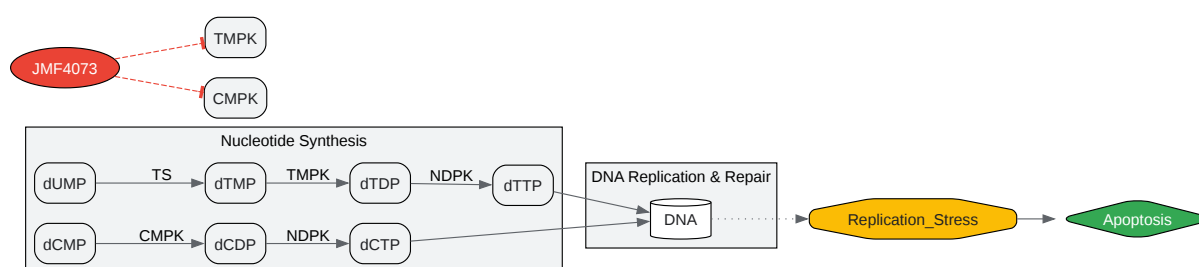 TMPK
JMF4073
CMPK
Nucleotide Synthesis
dUMP
TS
dTMP
TMPK
dTDP
NDPK
dTTP
dCMP
CMPK
dCDP
NDPK
dCTP
DNA Replication & Repair
DNA
Replication_Stress
Apoptosis